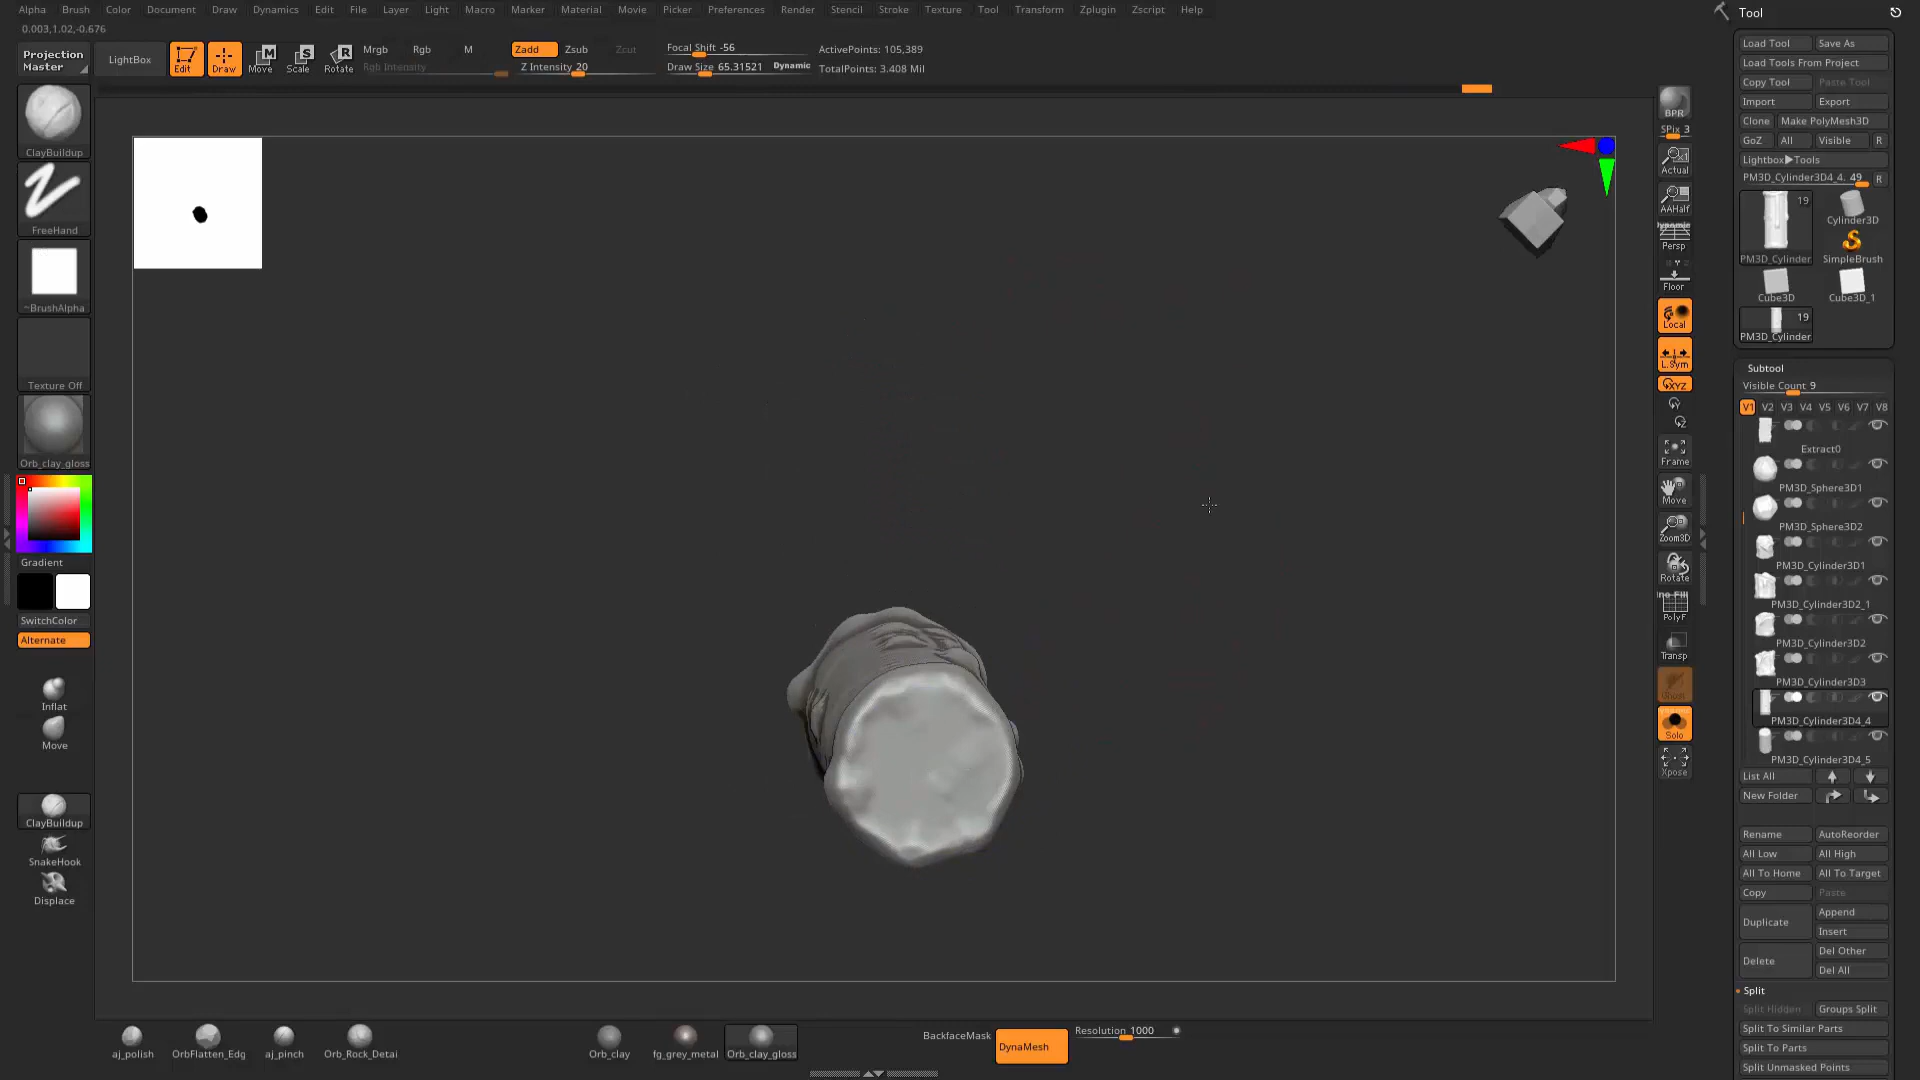 Alpha Brush Color Document Draw Dynamics Edit File Layer Light Macro Marker Material Movie Picker Preferences Render Stencil Stroke Texture Tool Transform Zplugin Zscript Help
0.003,1.02,-0.676
Projection Master
LightBox
Edit
Draw
Move
Scale
Rotate
Mrgb Rgb M
Rgb Intensity
Zadd Zsub Zcut
Z Intensity 20
Focal Shift -56
Draw Size 65.31521 Dynamic
ActivePoints: 105,389
TotalPoints: 3.408 Mil
ClayBuildup
FreeHand
~BrushAlpha
Texture Off
Orb_clay_gloss
Gradient
SwitchColor
Alternate
Inflat
Move
ClayBuildup
SnakeHook
Displace
aj_polish
OrbFlatten_Edg
aj_pinch
Orb_Rock_Detai
Orb_clay
fg_grey_metal
Orb_clay_gloss
BackfaceMask
DynaMesh
Resolution 1000
BPR
SPix 3
Actual
AAHalf
Dynamic
Persp
Floor
Local
L.Sym
XYZ
Frame
Move
Zoom3D
Rotate
PolyF
Transp
Solo
Xpose
Tool
Load Tool Save As
Load Tools From Project
Copy Tool Paste Tool
Import Export
Clone Make PolyMesh3D
GoZ All Visible R
Lightbox▶Tools
PM3D_Cylinder3D4_4. 49 R
19
PM3D_Cylinder
Cylinder3D
SimpleBrush
Cube3D
Cube3D_1
19
PM3D_Cylinder
Subtool
Visible Count 9
V1 V2 V3 V4 V5 V6 V7 V8
Extract0
PM3D_Sphere3D1
PM3D_Sphere3D2
PM3D_Cylinder3D1
PM3D_Cylinder3D2_1
PM3D_Cylinder3D2
PM3D_Cylinder3D3
PM3D_Cylinder3D4_4
PM3D_Cylinder3D4_5
List All
New Folder
Rename AutoReorder
All Low All High
All To Home All To Target
Copy Paste
Duplicate Append
Insert
Delete Del Other
Del All
Split
Split Hidden Groups Split
Split To Similar Parts
Split To Parts
Split Unmasked Points